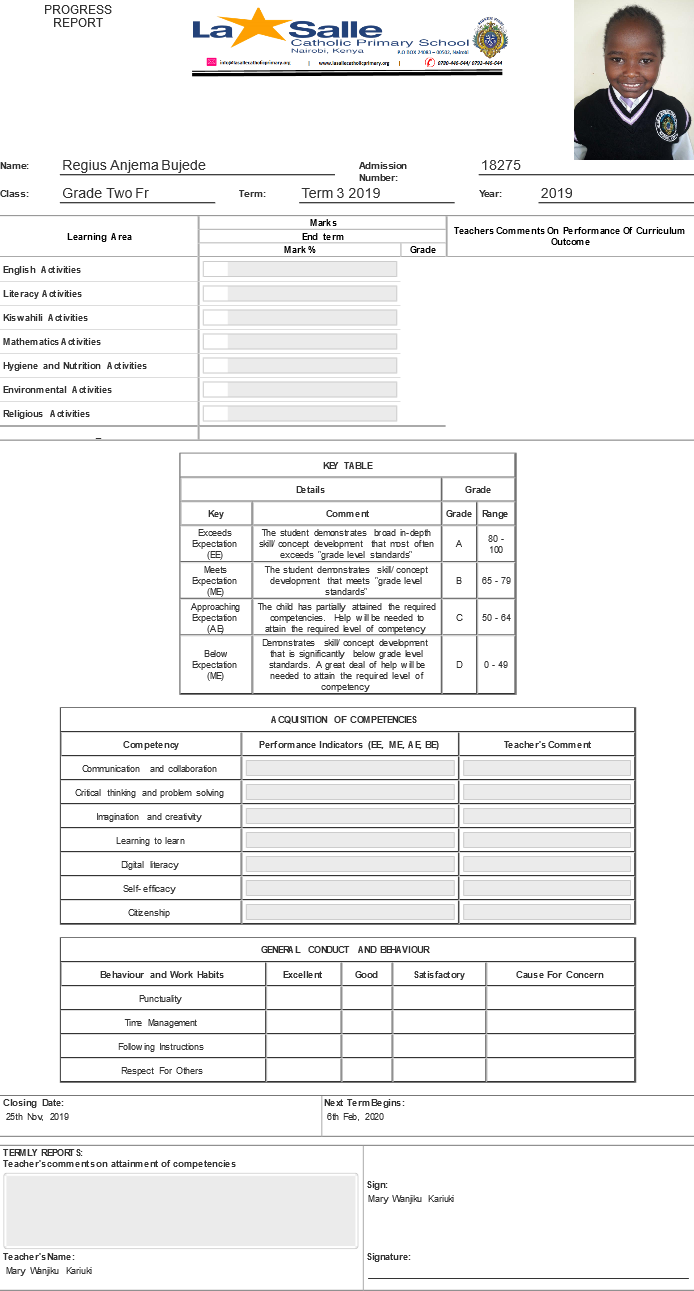 PROGRESS
REPORT
La Salle
Catholic Primary School
Nairobi, Kenya
P.O BOX 24083 – 00502, Nairobi
info@lasallecatholicprimary.org | www.lasallecatholicprimary.org | 0780-446-044/ 0792-446-044
Name: Regius Anjema Bujede Admission Number: 18275
Class: Grade Two Fr Term: Term 3 2019 Year: 2019
Learning Area
Marks
End term
Mark % Grade
Teachers Comments On Performance Of Curriculum
Outcome
English Activities
Literacy Activities
Kiswahili Activities
Mathematics Activities
Hygiene and Nutrition Activities
Environmental Activities
Religious Activities
KEY TABLE
Details Grade
Key Comment Grade Range
Exceeds
Expectation
(EE)
The student demonstrates broad in-depth
skill/ concept development that most often
exceeds "grade level standards"
A
80 -
100
Meets
Expectation
(ME)
The student demonstrates skill/ concept
development that meets "grade level
standards"
B
65 - 79
Approaching
Expectation
(AE)
The child has partially attained the required
competencies. Help will be needed to
attain the required level of competency
C
50 - 64
Below
Expectation
(ME)
Demonstrates skill/ concept development
that is significantly below grade level
standards. A great deal of help will be
needed to attain the required level of
competency
D
0 - 49
ACQUISITION OF COMPETENCIES
Competency Performance Indicators (EE, ME, AE, BE) Teacher's Comment
Communication and collaboration
Critical thinking and problem solving
Imagination and creativity
Learning to learn
Digital literacy
Self- efficacy
Citizenship
GENERAL CONDUCT AND BEHAVIOUR
Behaviour and Work Habits Excellent Good Satisfactory Cause For Concern
Punctuality
Time Management
Following Instructions
Respect For Others
Closing Date:
25th Nov, 2019
Next Term Begins:
6th Feb, 2020
TERMLY REPORTS:
Teacher's comments on attainment of competencies
Sign:
Mary Wanjiku Kariuki
Teacher's Name:
Mary Wanjiku Kariuki
Signature: